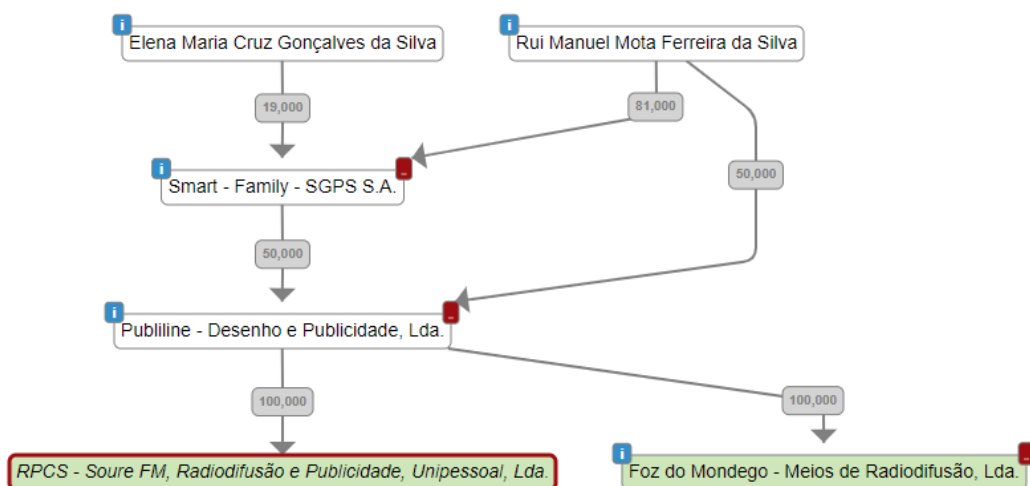 i
i
Elena Maria Cruz Gonçalves da Silva
Rui Manuel Mota Ferreira da Silva
19,000
81,000
i
-
Smart - Family - SGPS S.A.
50,000
50,000
i
-
Publiline - Desenho e Publicidade, Lda.
100,000
100,000
i
-
RPCS - Soure FM, Radiodifusão e Publicidade, Unipessoal, Lda.
Foz do Mondego - Meios de Radiodifusão, Lda.